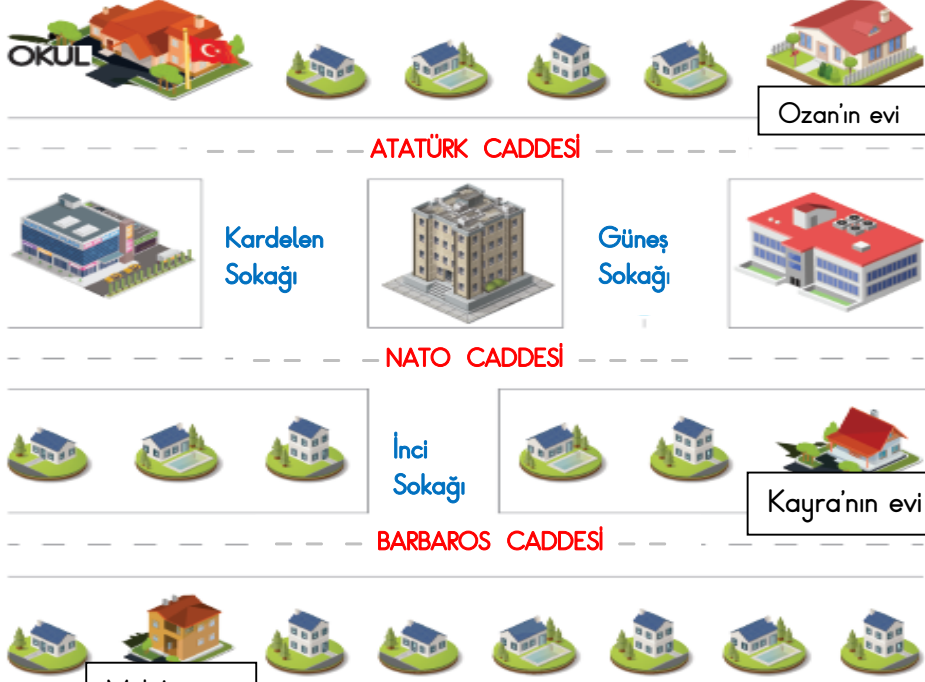 OKUL
Ozan'ın evi
ATATÜRK CADDESİ
Kardelen
Sokağı
Güneş
Sokağı
NATO CADDESİ
İnci
Sokağı
Kayra'nın evi
BARBAROS CADDESİ